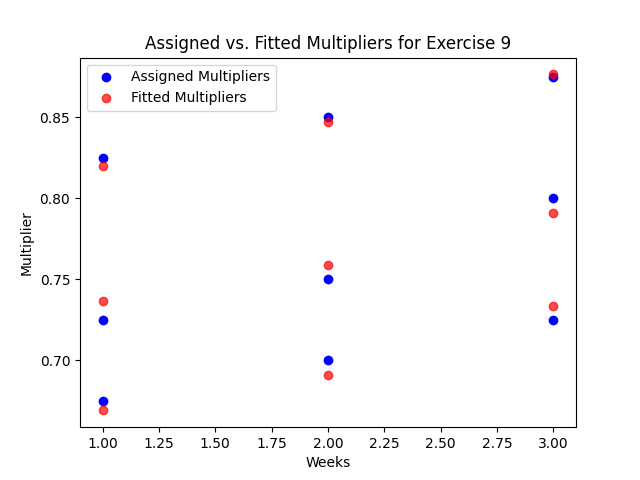 Assigned vs. Fitted Multipliers for Exercise 9
Assigned Multipliers
Fitted Multipliers
0.85
0.80
0.75
0.70
Multiplier
1.00 1.25 1.50 1.75 2.00 2.25 2.50 2.75 3.00
Weeks